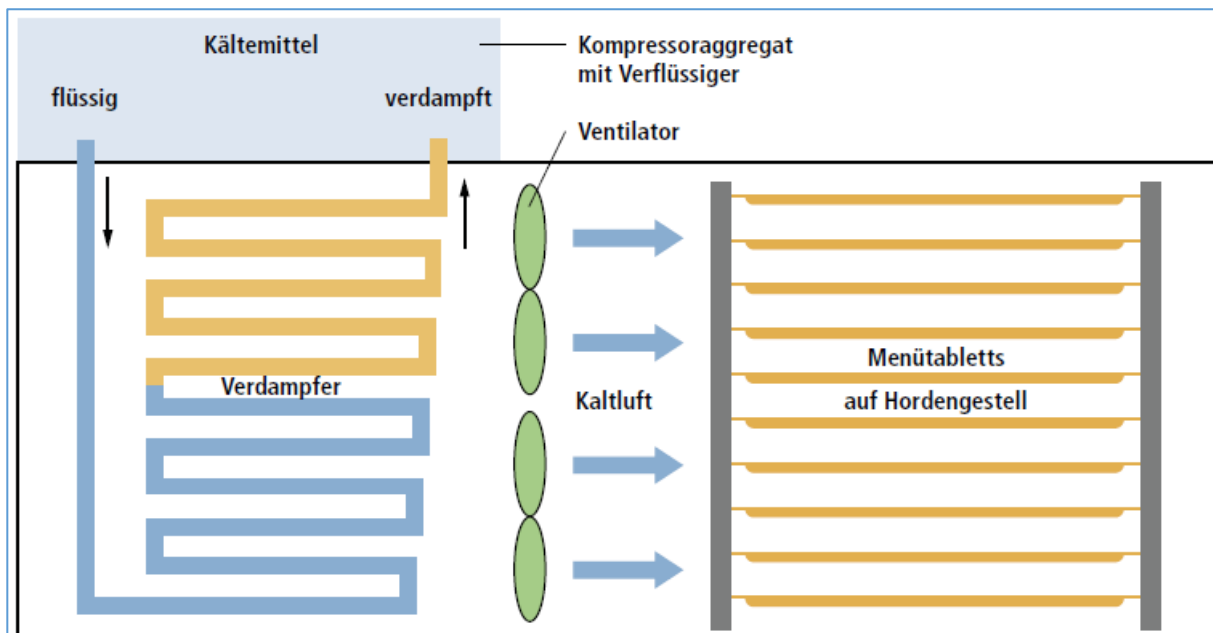 Kältemittel
Kompressoraggregat
mit Verflüssiger
flüssig
verdampft
Ventilator
Verdampfer
Kaltluft
Menütabletts
auf Hordengestell